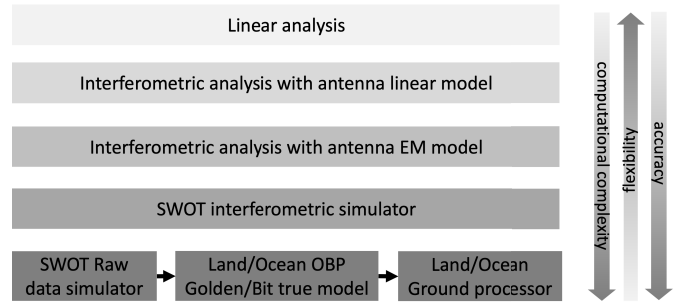 Linear analysis
Interferometric analysis with antenna linear model
Interferometric analysis with antenna EM model
SWOT interferometric simulator
SWOT Raw
data simulator
Land/Ocean OBP
Golden/Bit true model
Land/Ocean
Ground processor
computational complexity
flexibility
accuracy